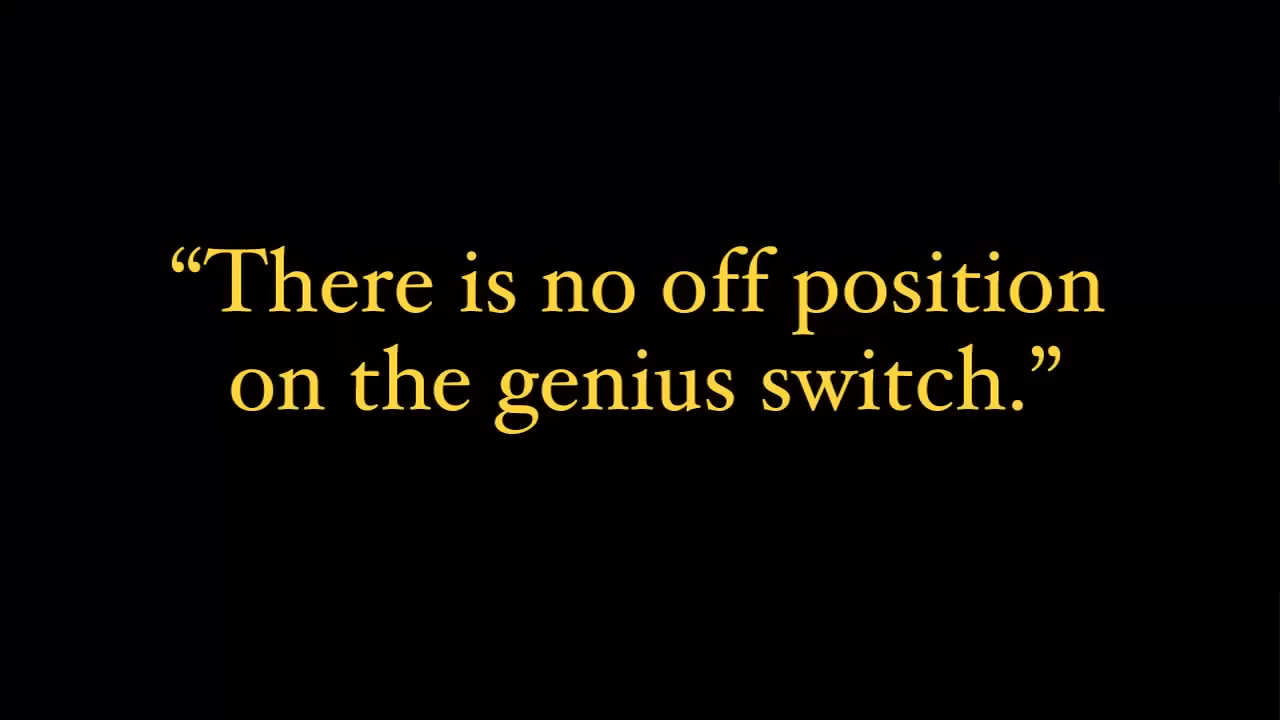 “There is no off position
on the genius switch.”